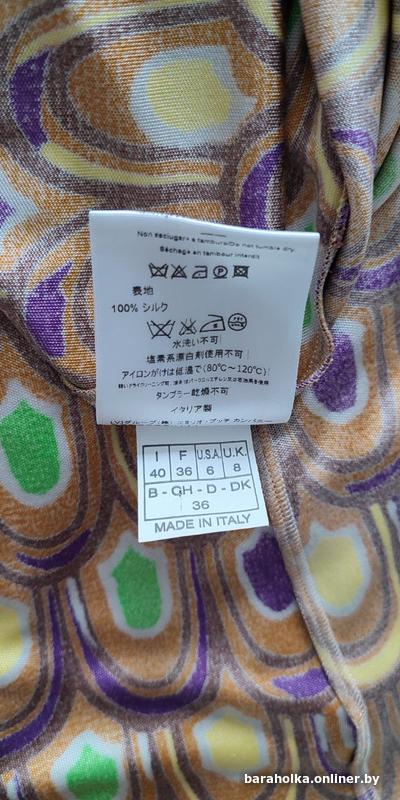 Non asciugare a tamburo/Do not tumble dry
Séchage en tambour interdit
表地
100% シルク
水洗い不可
塩素系漂白剤使用不可
アイロンがけは低温で(80℃～120℃)
タンブラー乾燥不可
イタリア製
I F U.S.A. U.K.
40 36 6 8
B - CH - D - DK
36
MADE IN ITALY
baraholka.onliner.by